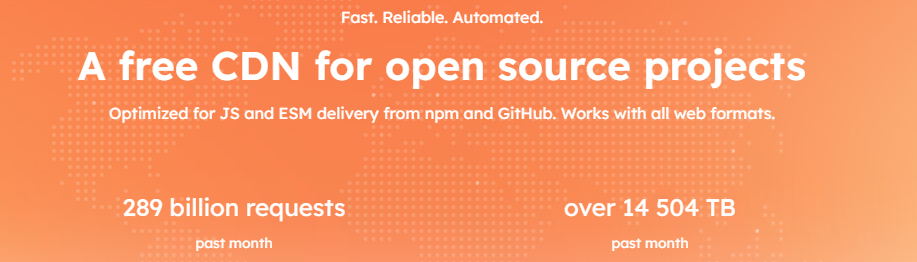 Fast. Reliable. Automated.
A free CDN for open source projects
Optimized for JS and ESM delivery from npm and GitHub. Works with all web formats.
289 billion requests
over 14 504 TB
past month
past month